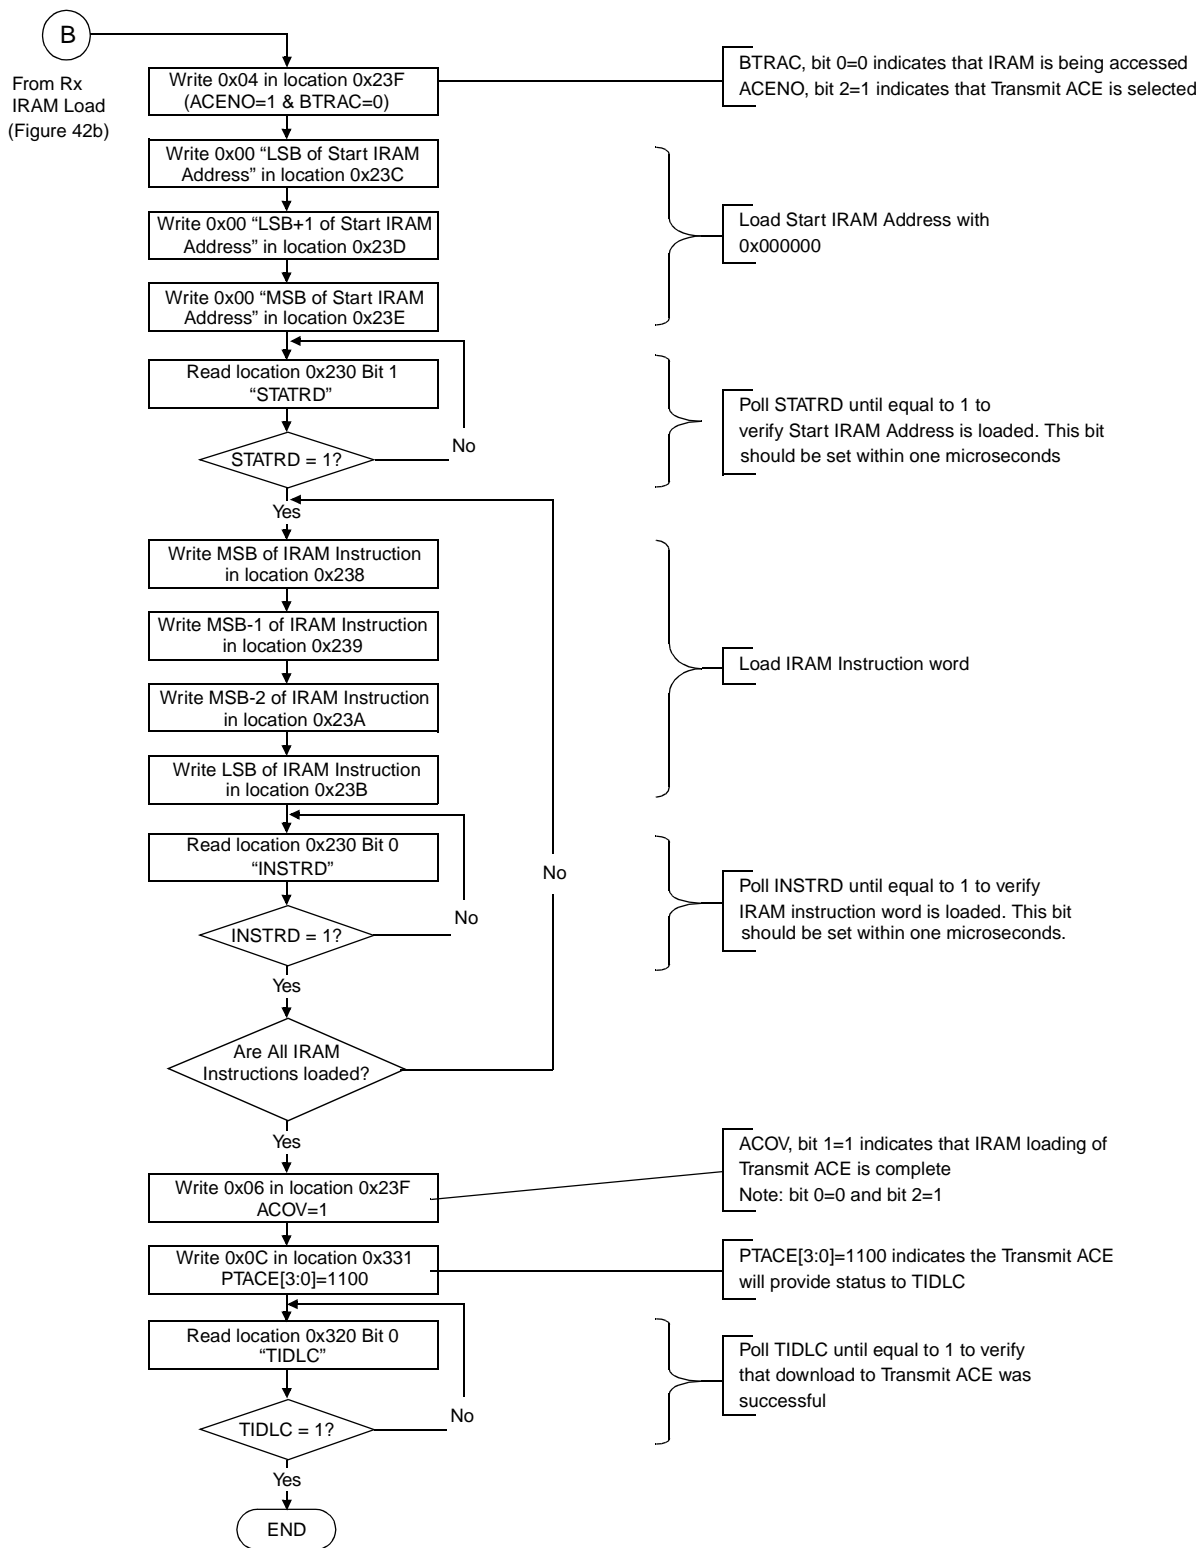 B
From Rx
IRAM Load
(Figure 42b)
Write 0x04 in location 0x23F
(ACENO=1 & BTRAC=0)
BTRAC, bit 0=0 indicates that IRAM is being accessed
ACENO, bit 2=1 indicates that Transmit ACE is selected
Write 0x00 “LSB of Start IRAM
Address” in location 0x23C
Write 0x00 “LSB+1 of Start IRAM
Address” in location 0x23D
Write 0x00 “MSB of Start IRAM
Address” in location 0x23E
Load Start IRAM Address with
0x000000
Read location 0x230 Bit 1
“STATRD”
STATRD = 1?
No
Yes
Poll STATRD until equal to 1 to
verify Start IRAM Address is loaded. This bit
should be set within one microseconds
Write MSB of IRAM Instruction
in location 0x238
Write MSB-1 of IRAM Instruction
in location 0x239
Write MSB-2 of IRAM Instruction
in location 0x23A
Write LSB of IRAM Instruction
in location 0x23B
Load IRAM Instruction word
Read location 0x230 Bit 0
“INSTRD”
INSTRD = 1?
No
Yes
No
Poll INSTRD until equal to 1 to verify
IRAM instruction word is loaded. This bit
should be set within one microseconds.
Are All IRAM
Instructions loaded?
Yes
Write 0x06 in location 0x23F
ACOV=1
ACOV, bit 1=1 indicates that IRAM loading of
Transmit ACE is complete
Note: bit 0=0 and bit 2=1
Write 0x0C in location 0x331
PTACE[3:0]=1100
PTACE[3:0]=1100 indicates the Transmit ACE
will provide status to TIDLC
Read location 0x320 Bit 0
“TIDLC”
TIDLC = 1?
No
Yes
Poll TIDLC until equal to 1 to verify
that download to Transmit ACE was
successful
END